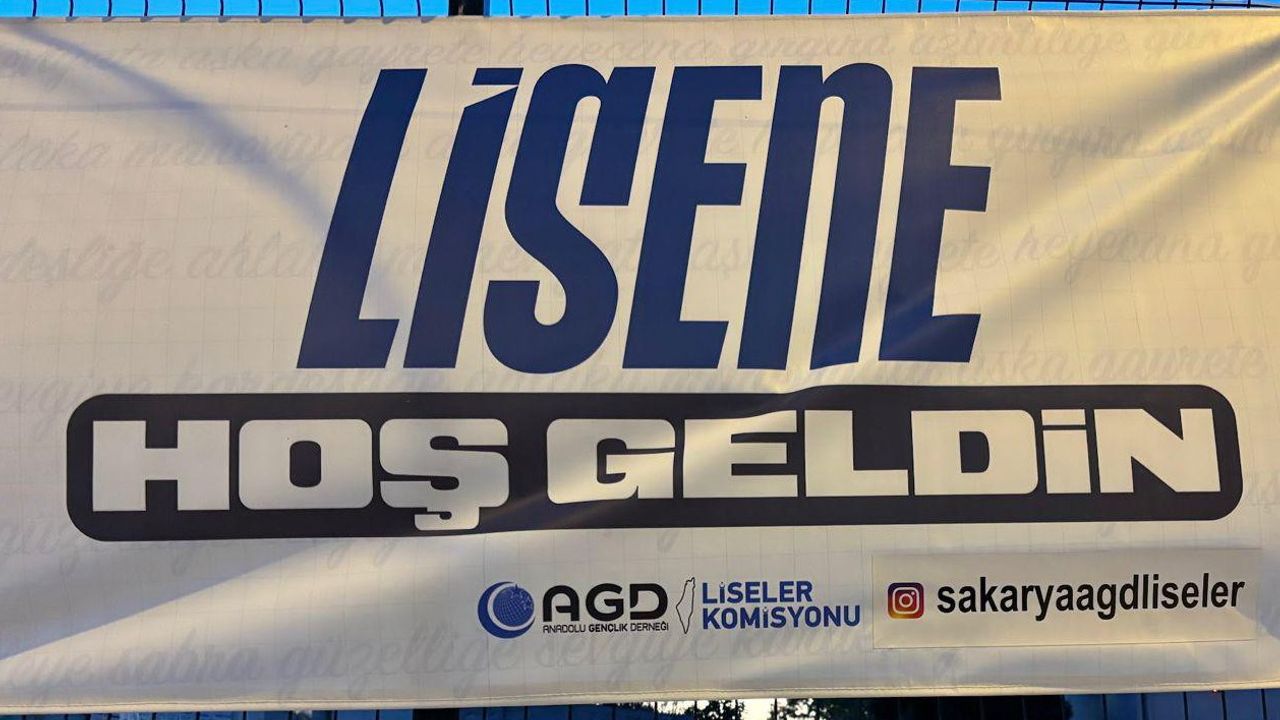 LİSENE
HOŞ GELDİN
AGD
ANADOLU GENÇLİK DERNEĞİ
LİSELER
KOMİSYONU
sakaryaagdliseler